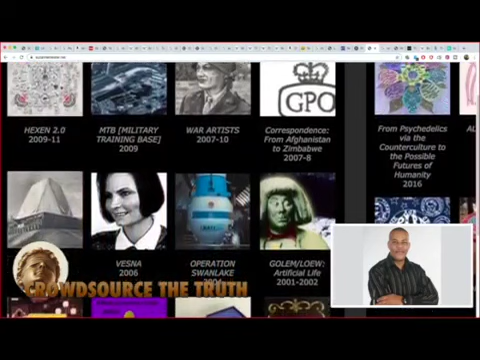 HEXEN 2.0
2009-11
MTB [MILITARY
TRAINING BASE]
2009
WAR ARTISTS
2007-10
GPO
Correspondence:
From Afghanistan
to Zimbabwe
2007-8
From Psychedelics
via the
Counterculture to
the Possible
Futures of
Humanity
2016
VESNA
2006
OPERATION
SWANLAKE
GOLEM/LOEW:
Artificial Life
2001-2002
CROWDSOURCE THE TRUTH